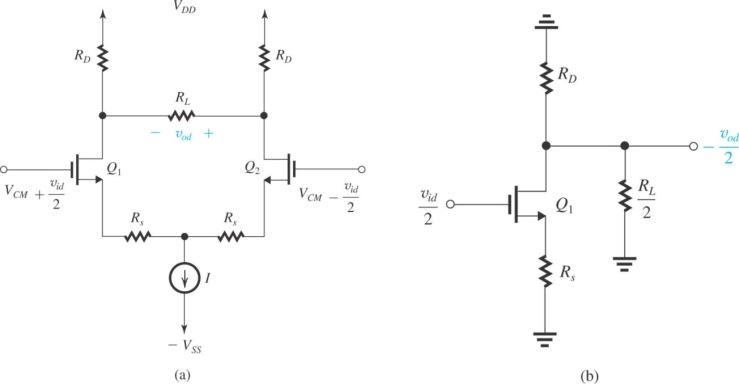 V_DD
R_D R_D
R_L
− v_od +
Q_1 Q_2
V_CM + v_id/2 V_CM − v_id/2
R_s R_s
I
− V_SS
(a)
R_D
− v_od/2
v_id/2 Q_1 R_L/2
R_s
(b)